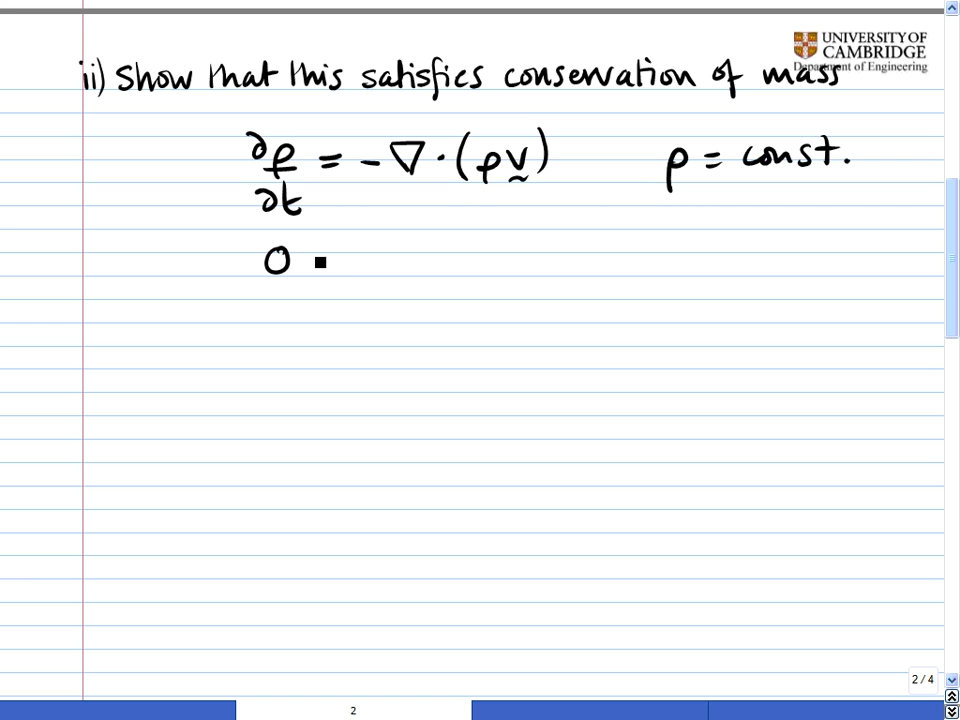 UNIVERSITY OF
CAMBRIDGE
Department of Engineering
ii) Show that this satisfies conservation of mass
∂ρ/∂t = -∇·(ρv) ρ = const.
0
2 / 4
2